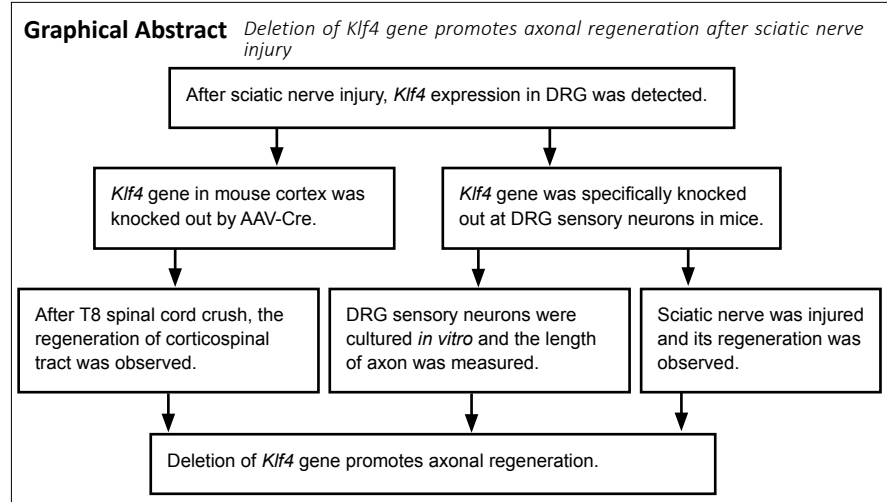 Graphical Abstract Deletion of Klf4 gene promotes axonal regeneration after sciatic nerve
injury
After sciatic nerve injury, Klf4 expression in DRG was detected.
Klf4 gene in mouse cortex was
knocked out by AAV-Cre.
Klf4 gene was specifically knocked
out at DRG sensory neurons in mice.
After T8 spinal cord crush, the
regeneration of corticospinal
tract was observed.
DRG sensory neurons were
cultured in vitro and the length
of axon was measured.
Sciatic nerve was injured
and its regeneration was
observed.
Deletion of Klf4 gene promotes axonal regeneration.